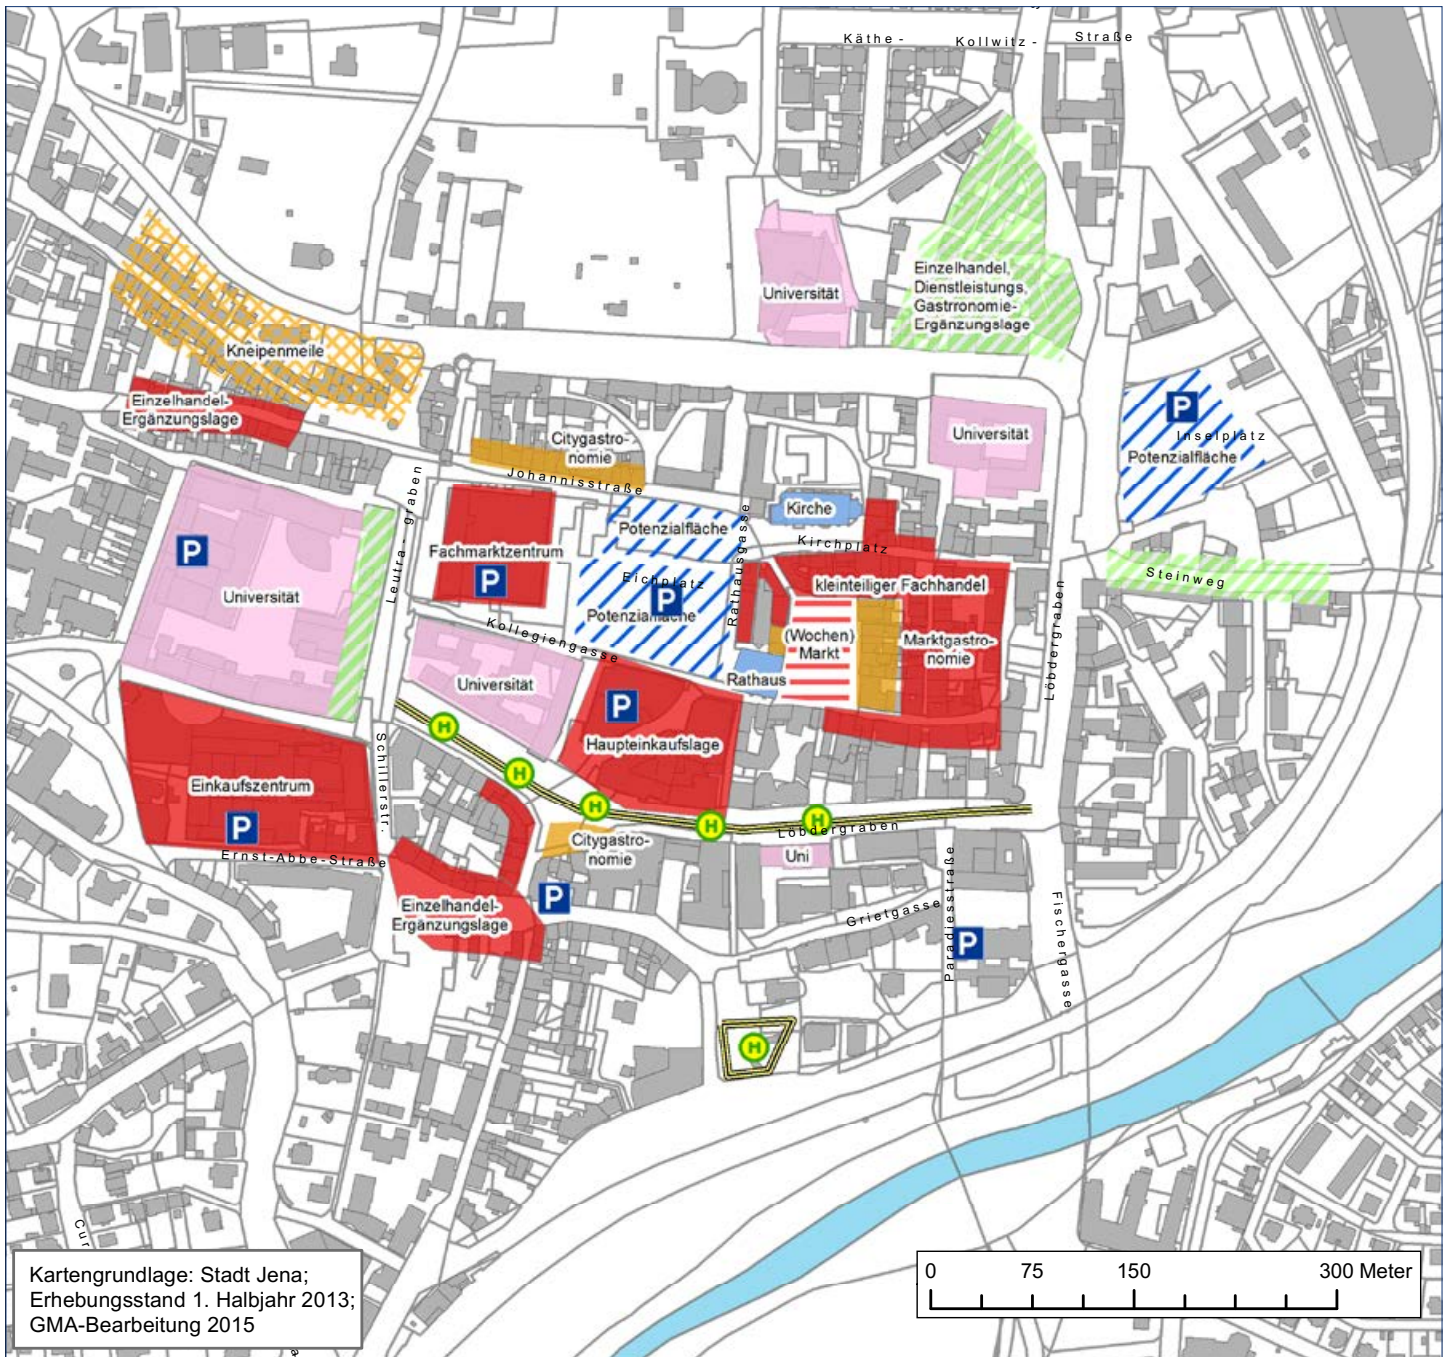 Käthe - Kollwitz - Straße
Einzelhandel,
Dienstleistungs,
Gastronomie-
Ergänzungslage
Universität
Kneipenmeile
Einzelhandel-
Ergänzungslage
P
Inselplatz
Potenzialfläche
Universität
Citygastro-
nomie
Johannisstraße
Leutra - graben
Kirche
Potenzialfläche
Kirchplatz
Rathausgasse
Fachmarktzentrum
P
P
Universität
Eichplatz
P
Potenzialfläche
kleinteiliger Fachhandel
Steinweg
(Wochen)
Markt
Marktgastro-
nomie
Löbdergraben
Kollegiengasse
Universität
Rathaus
P
Haupteinkaufslage
H
H
H
H
H
Schillerstr.
Einkaufszentrum
P
Ernst-Abbe-Straße
Löbdergraben
Citygastro-
nomie
Uni
Einzelhandel-
Ergänzungslage
P
Grietgasse
Paradiesstraße
P
Fischergasse
H
Cur
Kartengrundlage: Stadt Jena;
Erhebungsstand 1. Halbjahr 2013;
GMA-Bearbeitung 2015
0 75 150 300 Meter